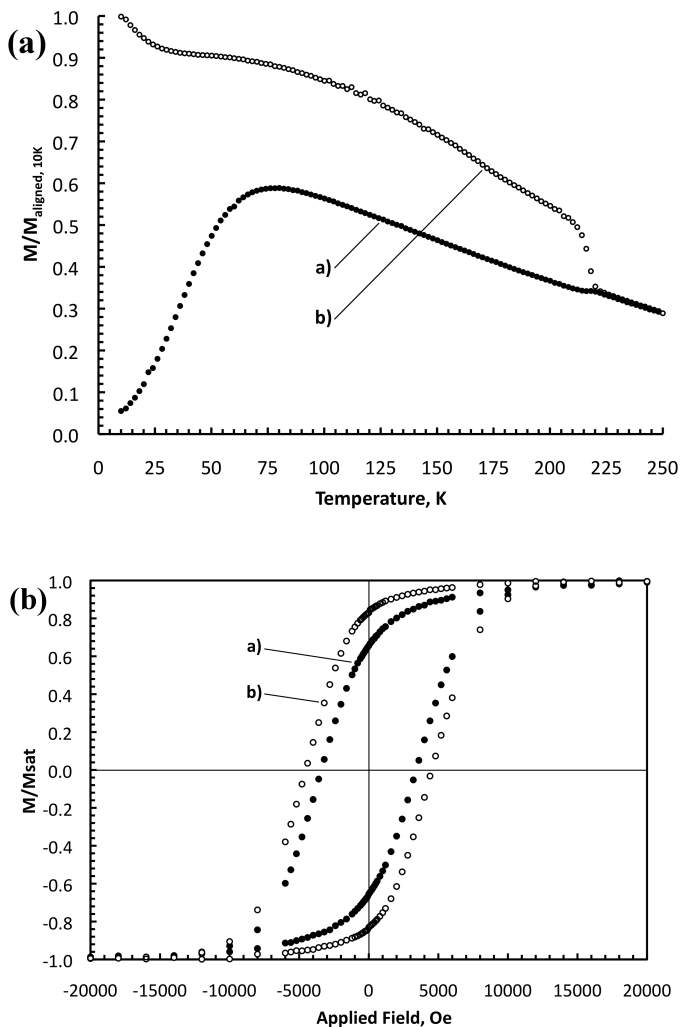 (a)
1.0
0.9
0.8
0.7
0.6
0.5
0.4
0.3
0.2
0.1
0.0
M/Maligned, 10K
a)
b)
0 25 50 75 100 125 150 175 200 225 250
Temperature, K
(b)
1.0
0.8
0.6
0.4
0.2
0.0
-0.2
-0.4
-0.6
-0.8
-1.0
M/Msat
a)
b)
-20000 -15000 -10000 -5000 0 5000 10000 15000 20000
Applied Field, Oe